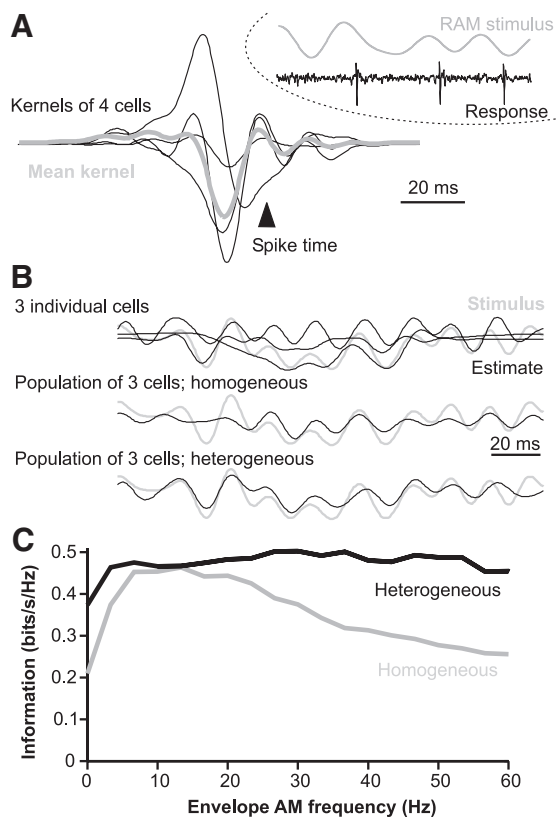 A
RAM stimulus
Response
Kernels of 4 cells
Mean kernel
20 ms
Spike time
B
3 individual cells
Stimulus
Estimate
Population of 3 cells; homogeneous
20 ms
Population of 3 cells; heterogeneous
C
Information (bits/s/Hz)
0.5
0.4
0.3
0.2
0.1
0
Heterogeneous
Homogeneous
0 10 20 30 40 50 60
Envelope AM frequency (Hz)